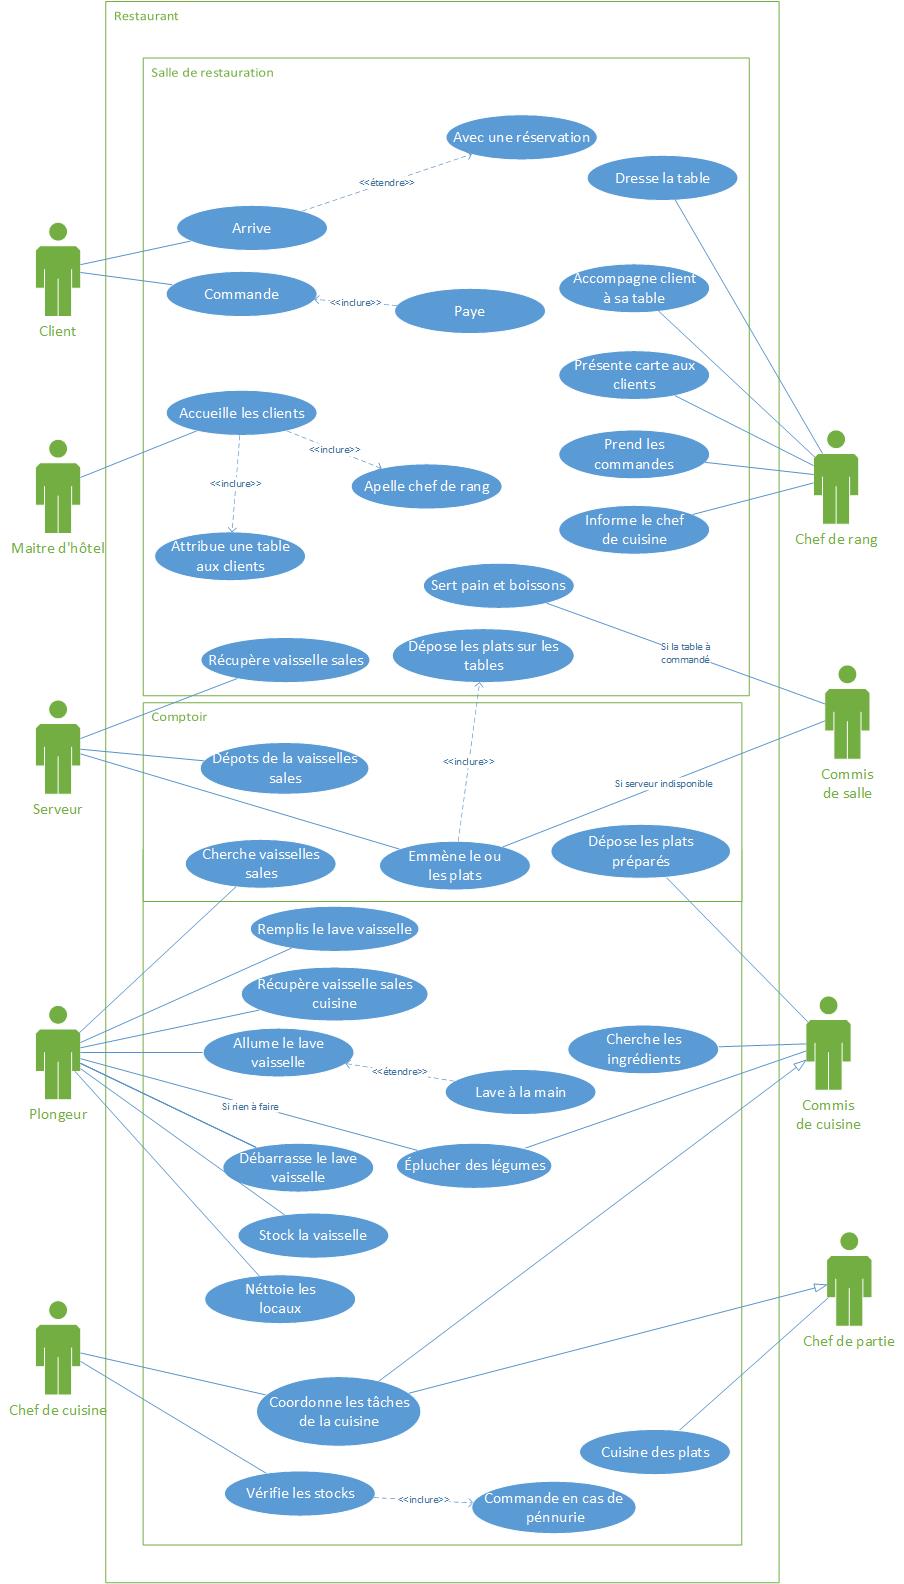 Restaurant
Salle de restauration
Avec une réservation
Dresse la table
<<étendre>>
Arrive
Client
Commande
<<inclure>>
Paye
Accompagne client
à sa table
Présente carte aux
clients
Accueille les clients
<<inclure>>
Prend les
commandes
<<inclure>>
Apelle chef de rang
Maitre d'hôtel
Attribue une table
aux clients
Informe le chef
de cuisine
Chef de rang
Sert pain et boissons
Si la table à
commandé
Récupère vaisselle sales
Dépose les plats sur les
tables
Comptoir
Dépots de la vaisselles
sales
<<inclure>>
Si serveur indisponible
Commis
de salle
Serveur
Cherche vaisselles
sales
Emmène le ou
les plats
Dépose les plats
préparés
Remplis le lave vaisselle
Récupère vaisselle sales
cuisine
Allume le lave
vaisselle
<<étendre>>
Lave à la main
Cherche les
ingrédients
Plongeur
Si rien à faire
Commis
de cuisine
Débarrasse le lave
vaisselle
Éplucher des légumes
Stock la vaisselle
Néttoie les
locaux
Chef de partie
Chef de cuisine
Coordonne les tâches
de la cuisine
Cuisine des plats
Vérifie les stocks
<<inclure>>
Commande en cas de
pénnurie